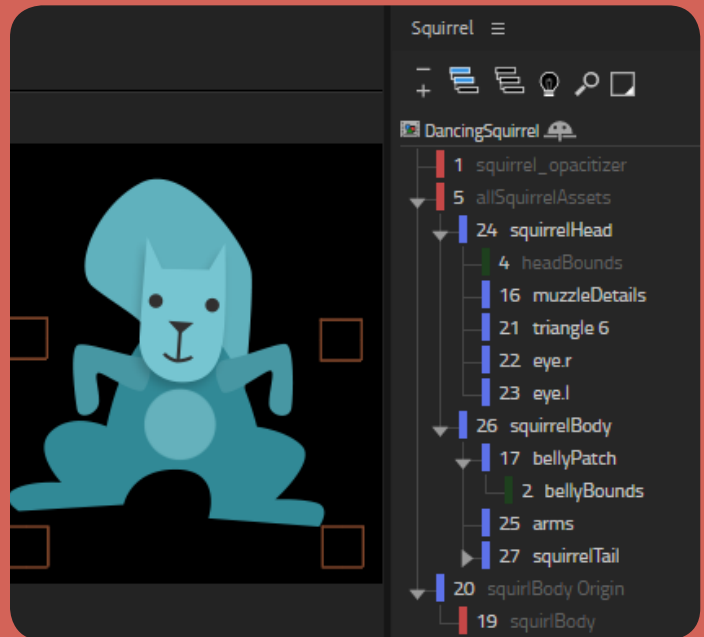 Squirrel
DancingSquirrel
1 squirrel_opacitizer
5 allSquirrelAssets
24 squirrelHead
4 headBounds
16 muzzleDetails
21 triangle 6
22 eye.r
23 eye.l
26 squirrelBody
17 bellyPatch
2 bellyBounds
25 arms
27 squirrelTail
20 squirlBody Origin
19 squirlBody